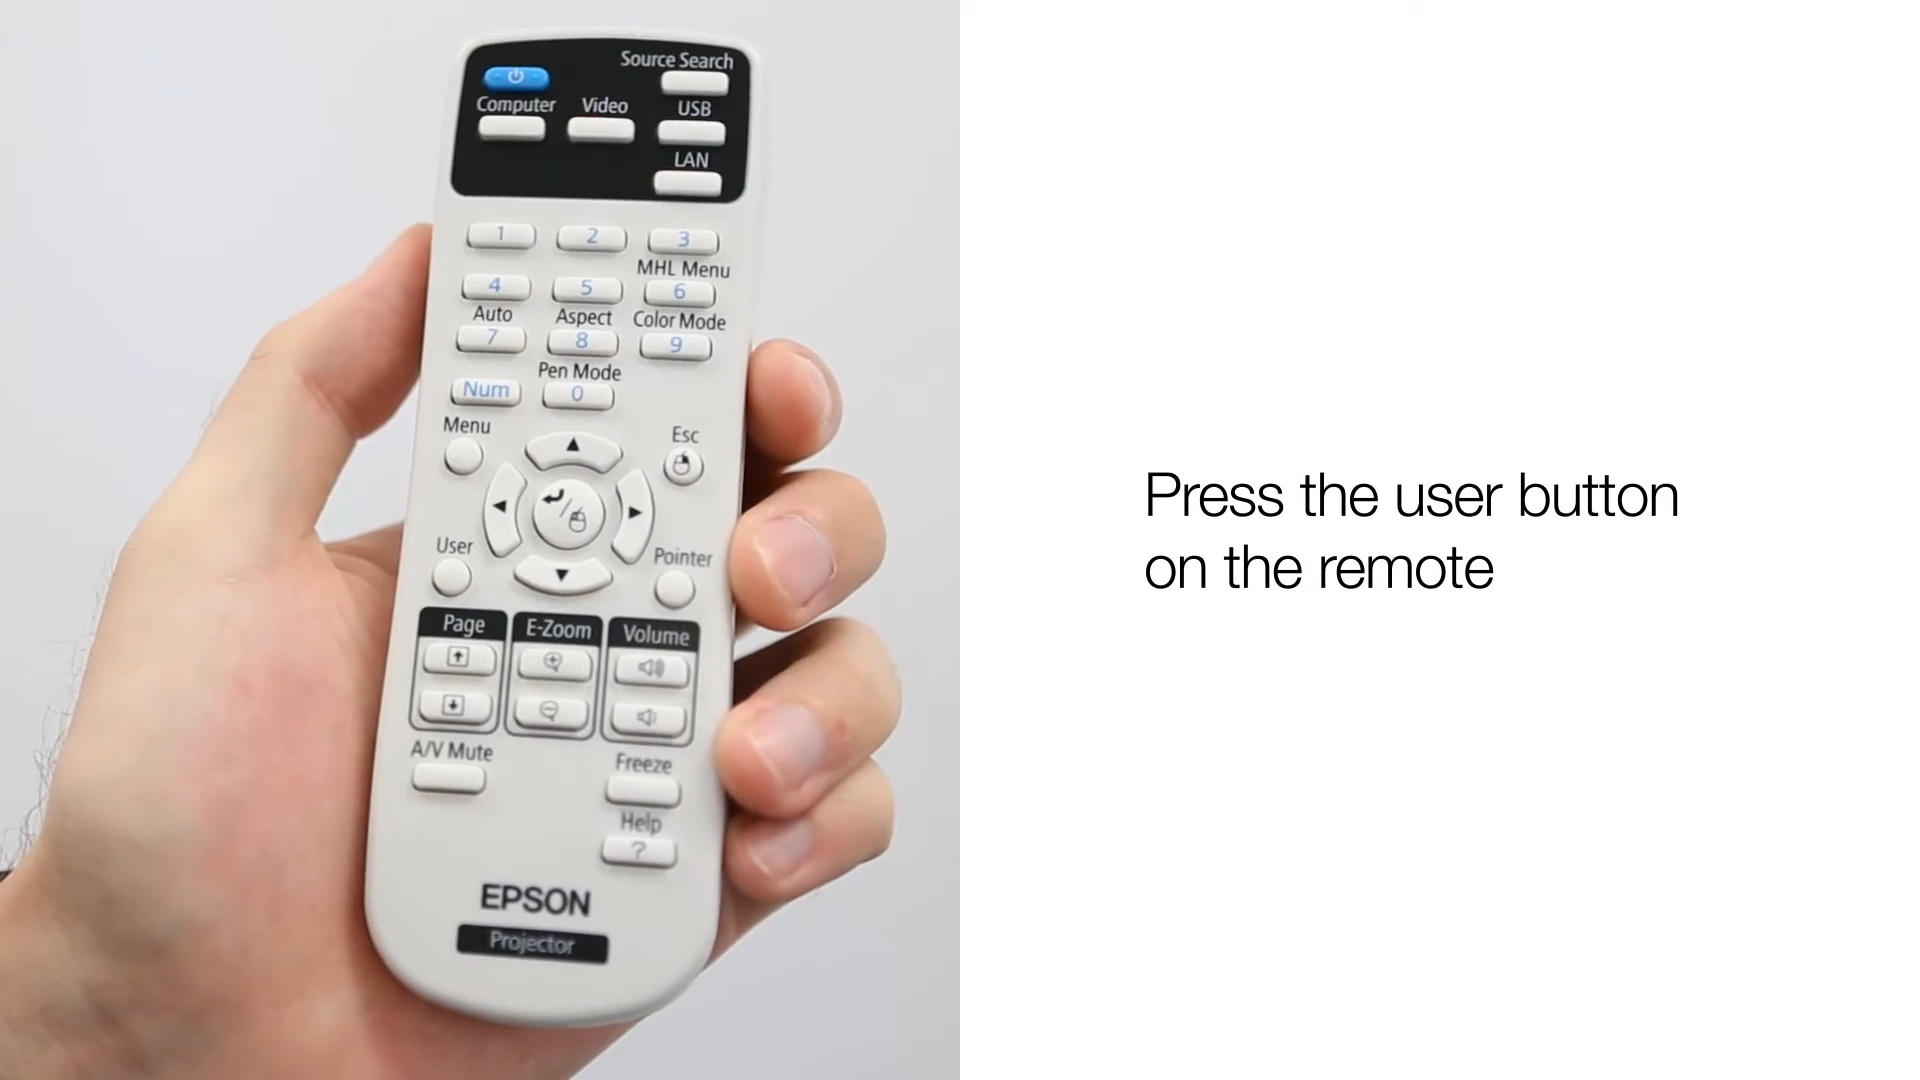 Source Search
Computer Video USB
LAN
1 2 3
MHL Menu
4 5 6
Auto Aspect Color Mode
7 8 9
Pen Mode
Num 0
Menu Esc
User Pointer
Page E-Zoom Volume
A/V Mute Freeze
Help
?
EPSON
Projector
Press the user button
on the remote